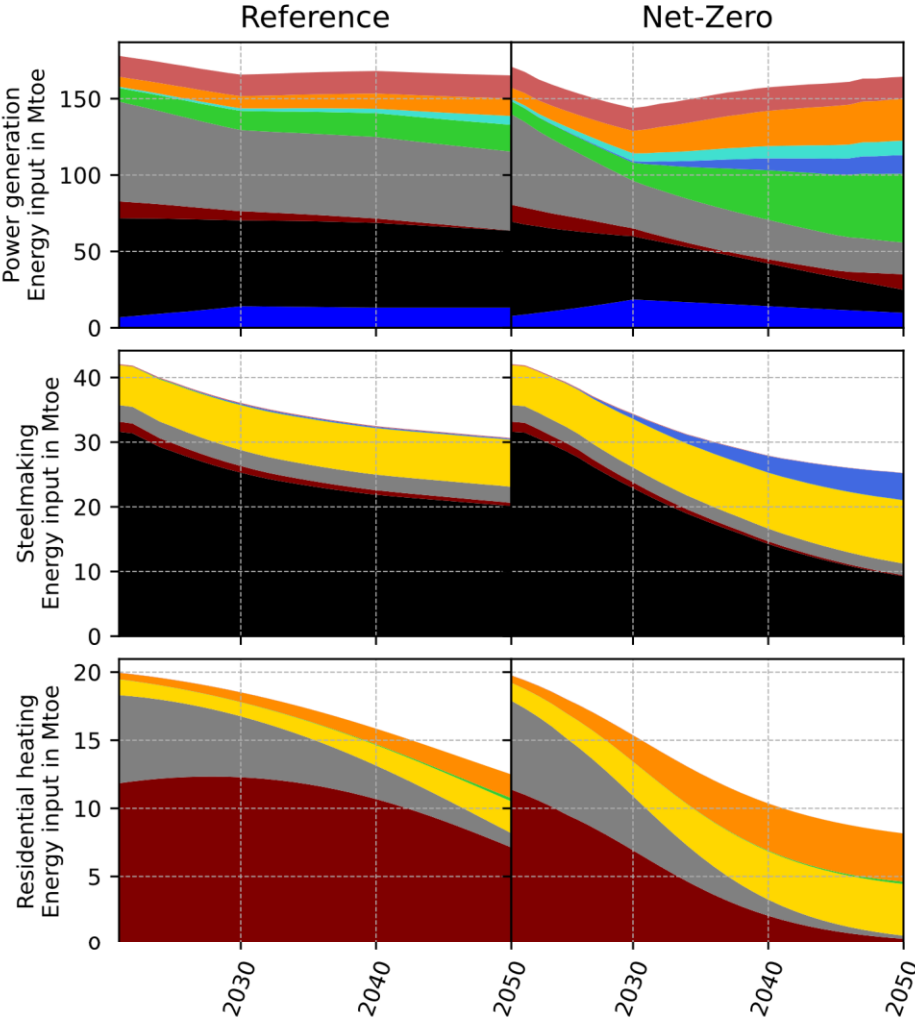 Reference
Net-Zero
Power generation
Energy input in Mtoe
150
100
50
0
Steelmaking
Energy input in Mtoe
40
30
20
10
0
Residential heating
Energy input in Mtoe
20
15
10
5
0
2030
2040
2050
2030
2040
2050